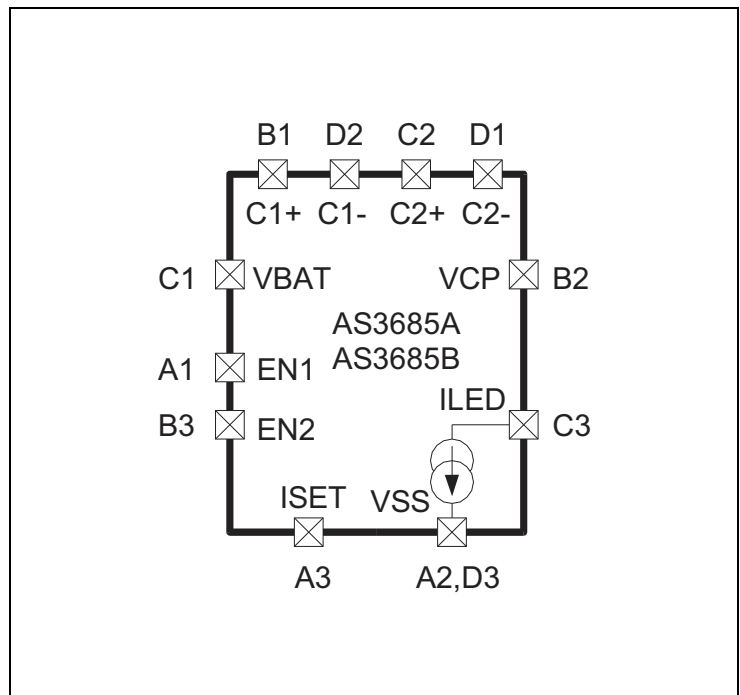 B1 D2 C2 D1
C1+ C1- C2+ C2-
C1 VBAT VCP B2
AS3685A
A1 EN1 AS3685B
ILED
B3 EN2 C3
ISET VSS
A3 A2,D3